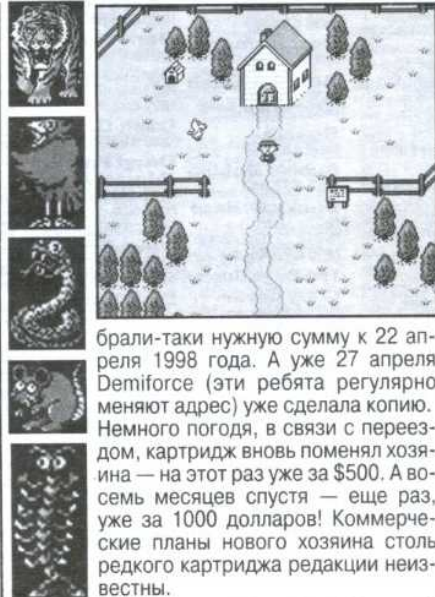 брали-таки нужную сумму к 22 ап-
реля 1998 года. А уже 27 апреля
Demiforce (эти ребята регулярно
меняют адрес) уже сделала копию.
Немного погодя, в связи с переез-
дом, картридж вновь поменял хозя-
ина — на этот раз уже за $500. А во-
семь месяцев спустя — еще раз,
уже за 1000 долларов! Коммерче-
ские планы нового хозяина столь
редкого картриджа редакции неиз-
вестны.